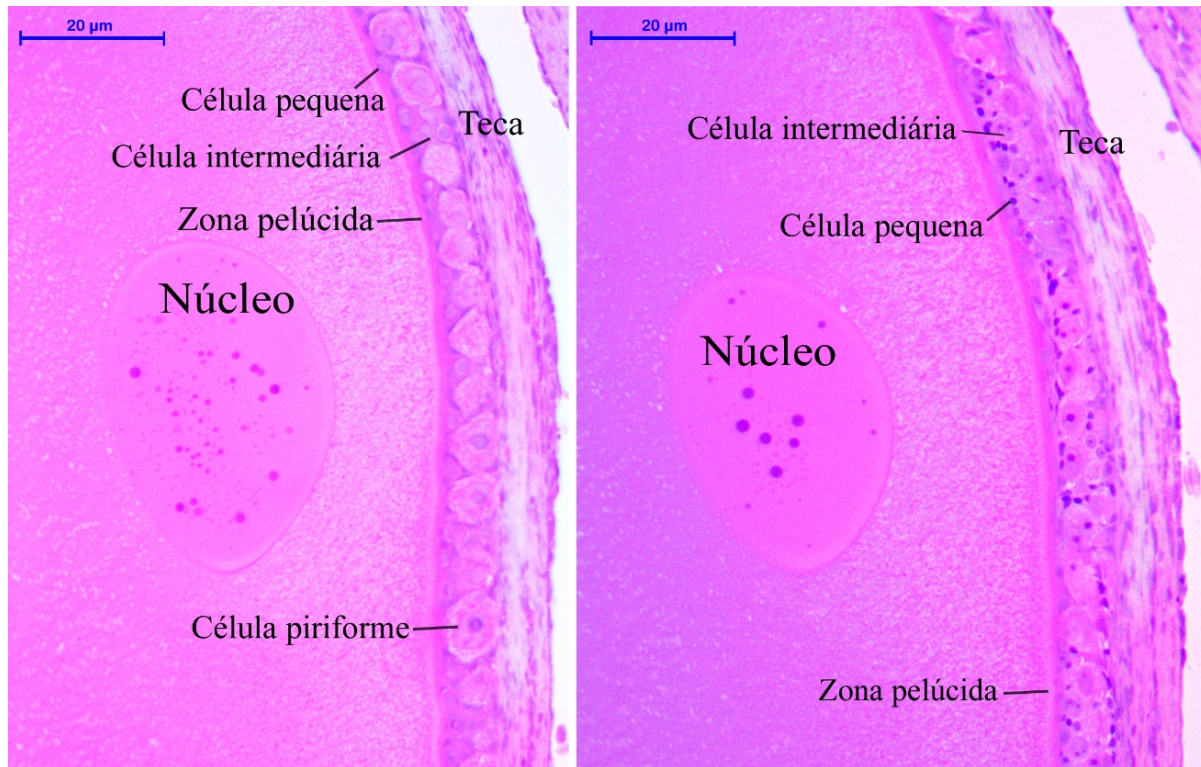 20 µm
Célula pequena
Teca
Célula intermediária
Zona pelúcida
Núcleo
Célula piriforme
20 µm
Célula intermediária
Teca
Célula pequena
Núcleo
Zona pelúcida